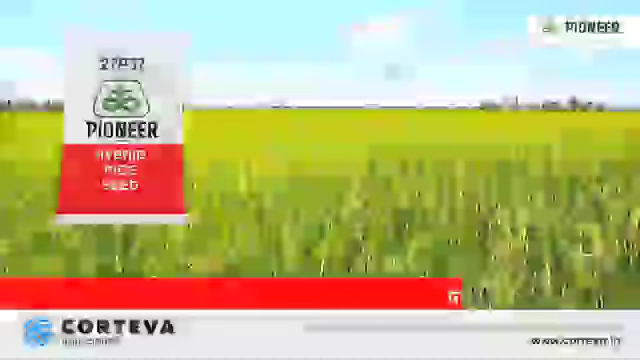 PIONEER
27P37
PIONEER
HYBRID
RICE
SEED
CORTEVA
www.corteva.in